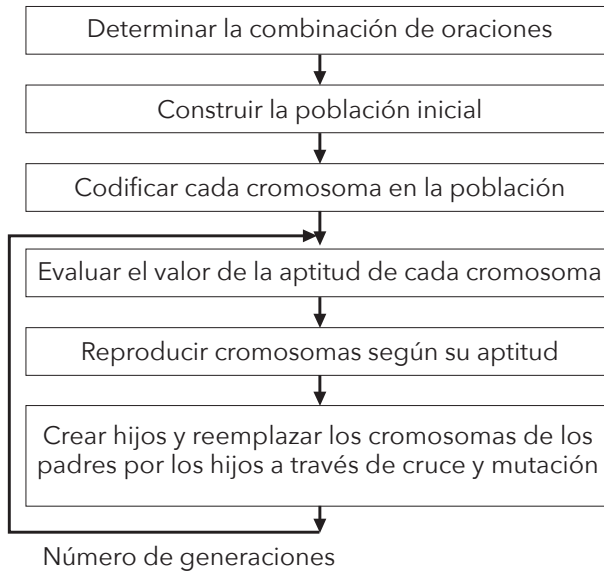 Determinar la combinación de oraciones
Construir la población inicial
Codificar cada cromosoma en la población
Evaluar el valor de la aptitud de cada cromosoma
Reproducir cromosomas según su aptitud
Crear hijos y reemplazar los cromosomas de los
padres por los hijos a través de cruce y mutación
Número de generaciones